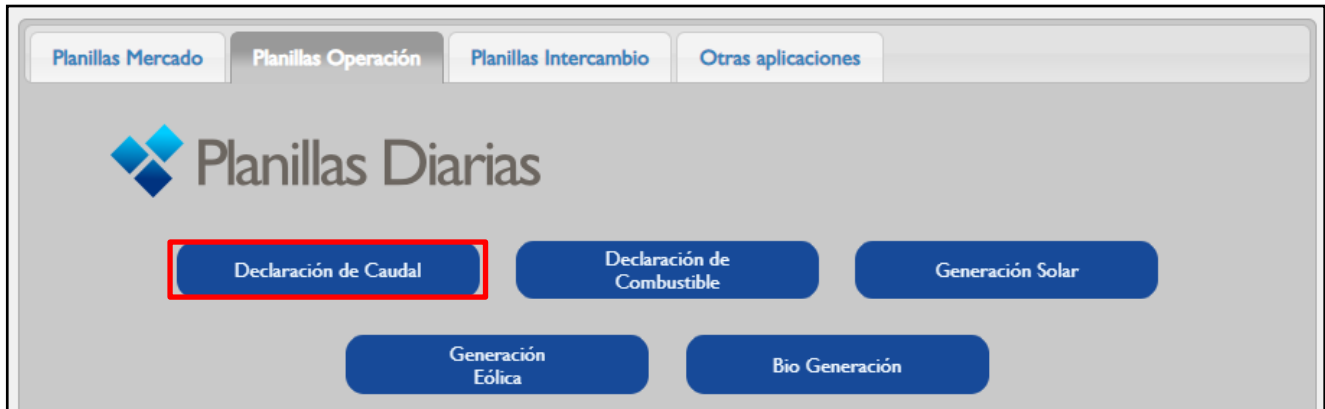 Planillas Mercado
Planillas Operación
Planillas Intercambio
Otras aplicaciones
Planillas Diarias
Declaración de Caudal
Declaración de
Combustible
Generación Solar
Generación
Eólica
Bio Generación